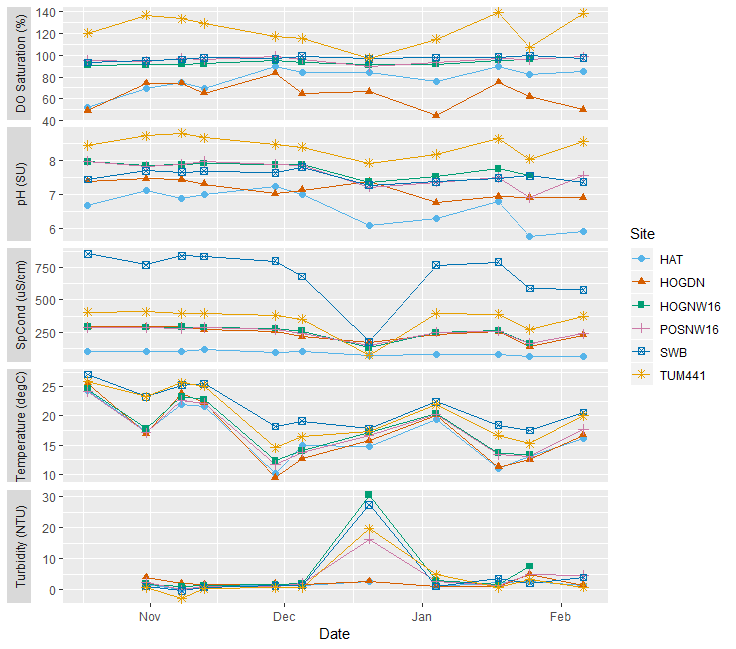 DO Saturation (%)
140
120
100
80
60
40
pH (SU)
8
7
6
SpCond (uS/cm)
750
500
250
Temperature (degC)
25
20
15
10
Turbidity (NTU)
30
20
10
0
Nov
Dec
Jan
Feb
Date
Site
HAT
HOGDN
HOGNW16
POSNW16
SWB
TUM441